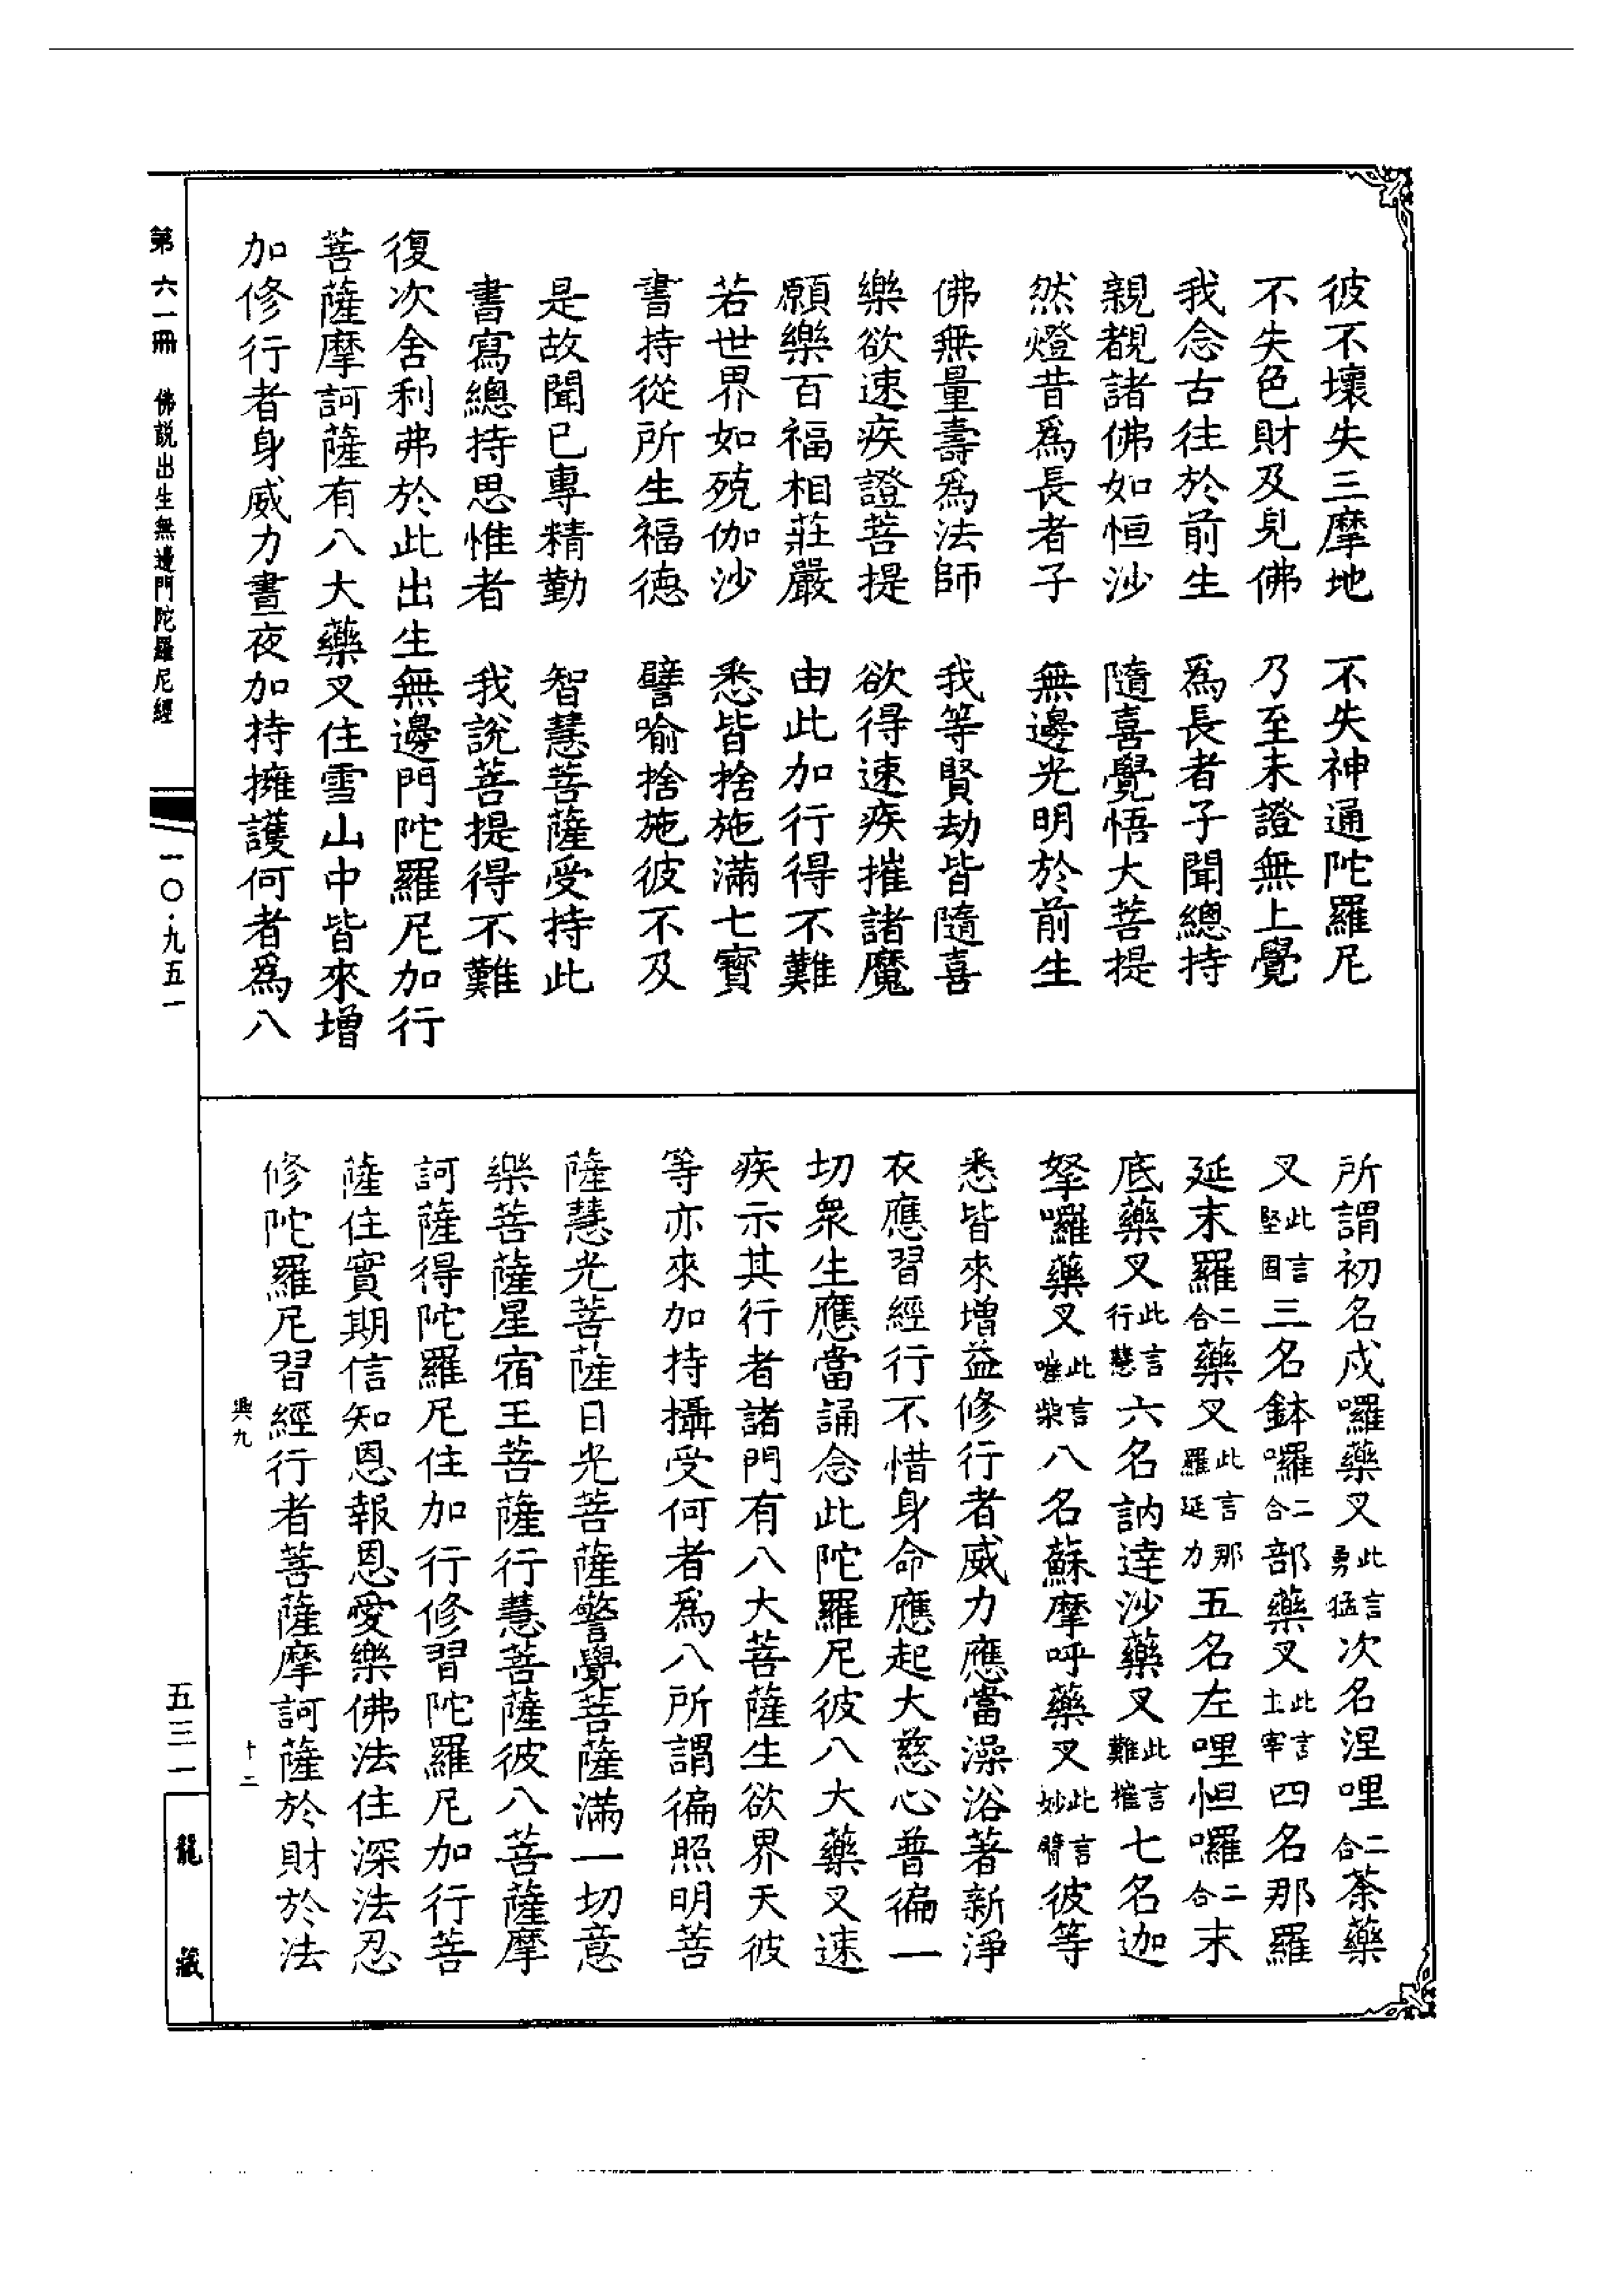 彼不壞失三摩地　不失神通陀羅尼
不失色財及見佛　乃至未證無上覺
我念古往於前生　爲長者子聞總持
親覩諸佛如恒沙　隨喜覺悟大菩提
然燈昔爲長者子　無邊光明於前生
佛無量壽爲法師　我等賢劫皆隨喜
樂欲速疾證菩提　欲得速疾摧諸魔
願樂百福相莊嚴　由此加行得不難
若世界如殑伽沙　悉皆捨施滿七寶
書持從所生福德　譬喻捨施彼不及
是故聞已專精勤　智慧菩薩受持此
書寫總持思惟者　我說菩提得不難
復次舍利弗於此出生無邊門陀羅尼加行
菩薩摩訶薩有八大藥叉住雪山中皆來增
加修行者身威力晝夜加持擁護何者爲八
所謂初名戍囉藥叉此言勇猛次名涅哩二合荼藥
叉此言堅固三名鉢囉二合部藥叉此言主宰四名那羅
延末羅二合藥叉此言那羅延力五名左哩怛囉二合末
底藥叉此言行慧六名訥達沙藥叉此言難摧七名迦
孥囉藥叉此言嘊柴八名蘇摩呼藥叉此言妙臂彼等
悉皆來增益修行者威力應當澡浴著新淨
衣應習經行不惜身命應起大慈心普徧一
切衆生應當誦念此陀羅尼彼八大藥叉速
疾示其行者諸門有八大菩薩生欲界天彼
等亦來加持攝受何者爲八所謂徧照明菩
薩慧光菩薩日光菩薩警覺菩薩滿一切意
樂菩薩星宿王菩薩行慧菩薩彼八菩薩摩
訶薩得陀羅尼住加行修習陀羅尼加行菩
薩住實期信知恩報恩愛樂佛法住深法忍
修陀羅尼習經行者菩薩摩訶薩於財於法
興九　十二
第六一冊　佛説出生無邊門陀羅尼經
一〇・九五一
五三一
龍藏